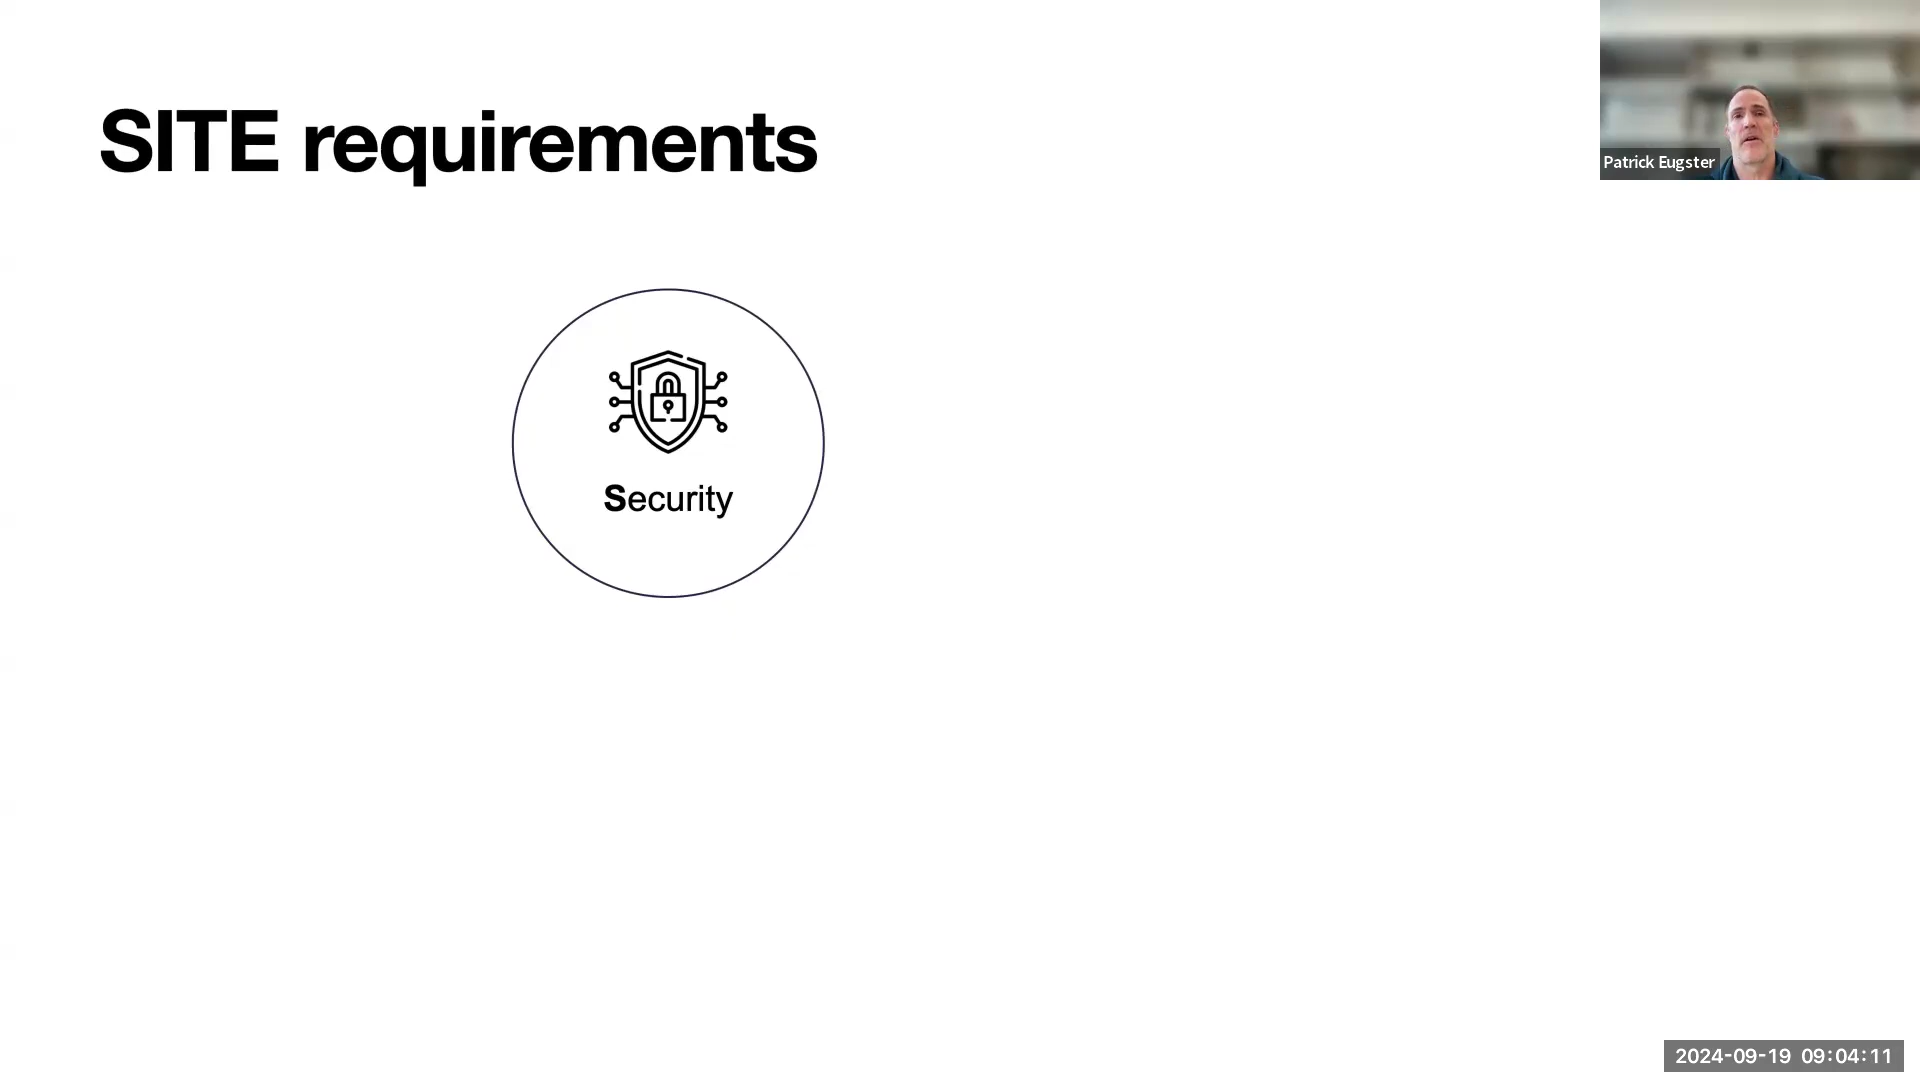 SITE requirements
Patrick Eugster
Security
2024-09-19 09:04:11